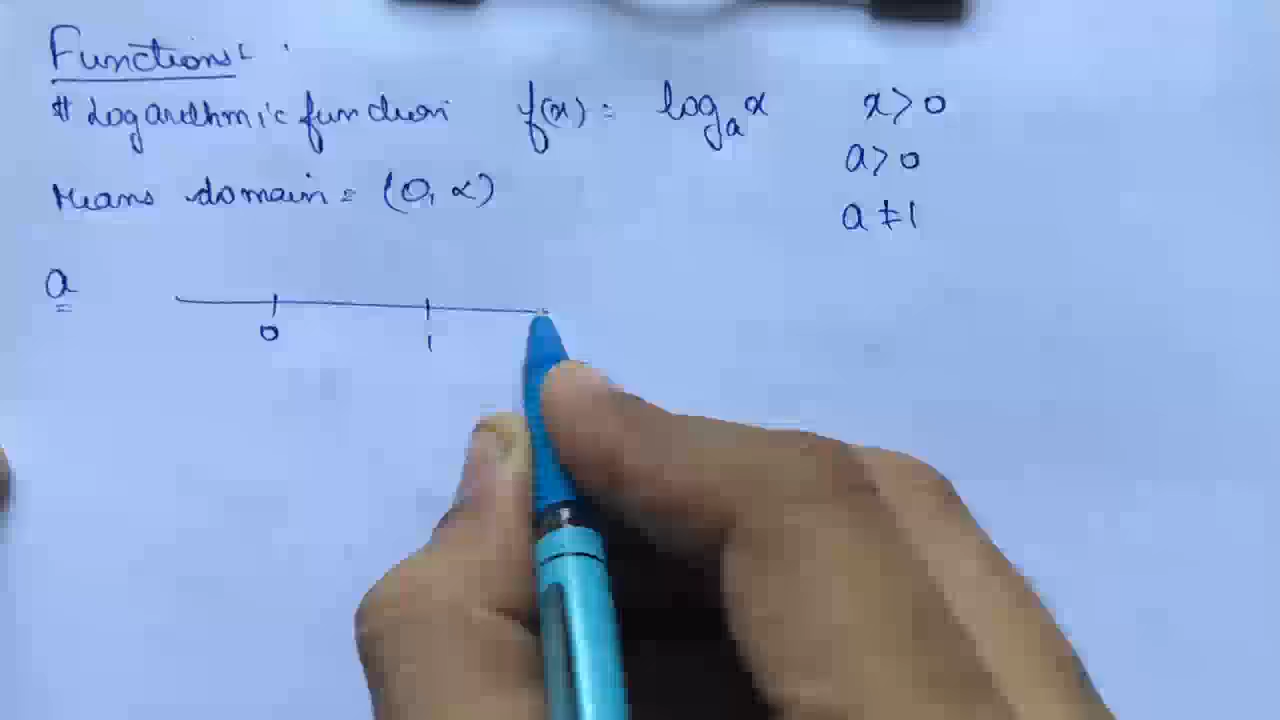 Functions:
# Logarithmic function f(x) = logₐx x>0
a>0
Means domain = (0, ∝)
a ≠ 1
a
0 1